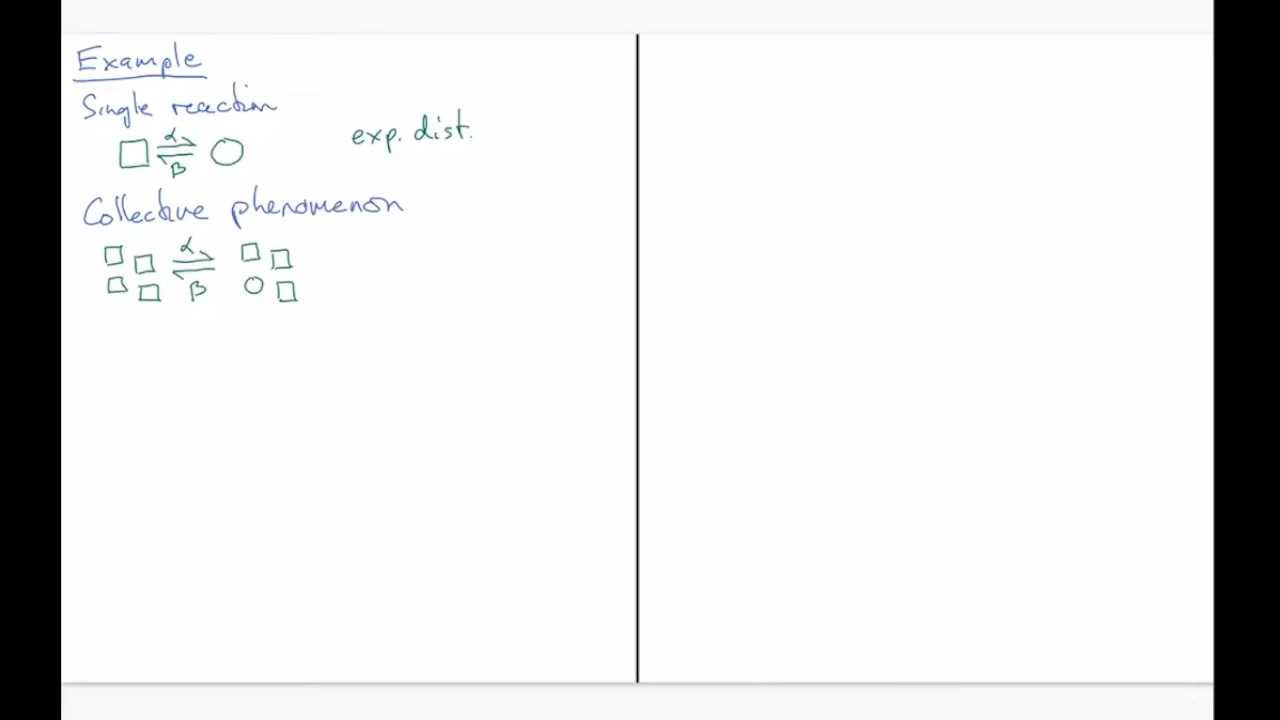 Example
Single reaction
□ α ⇌ β ○ exp. dist.
Collective phenomenon
α
β